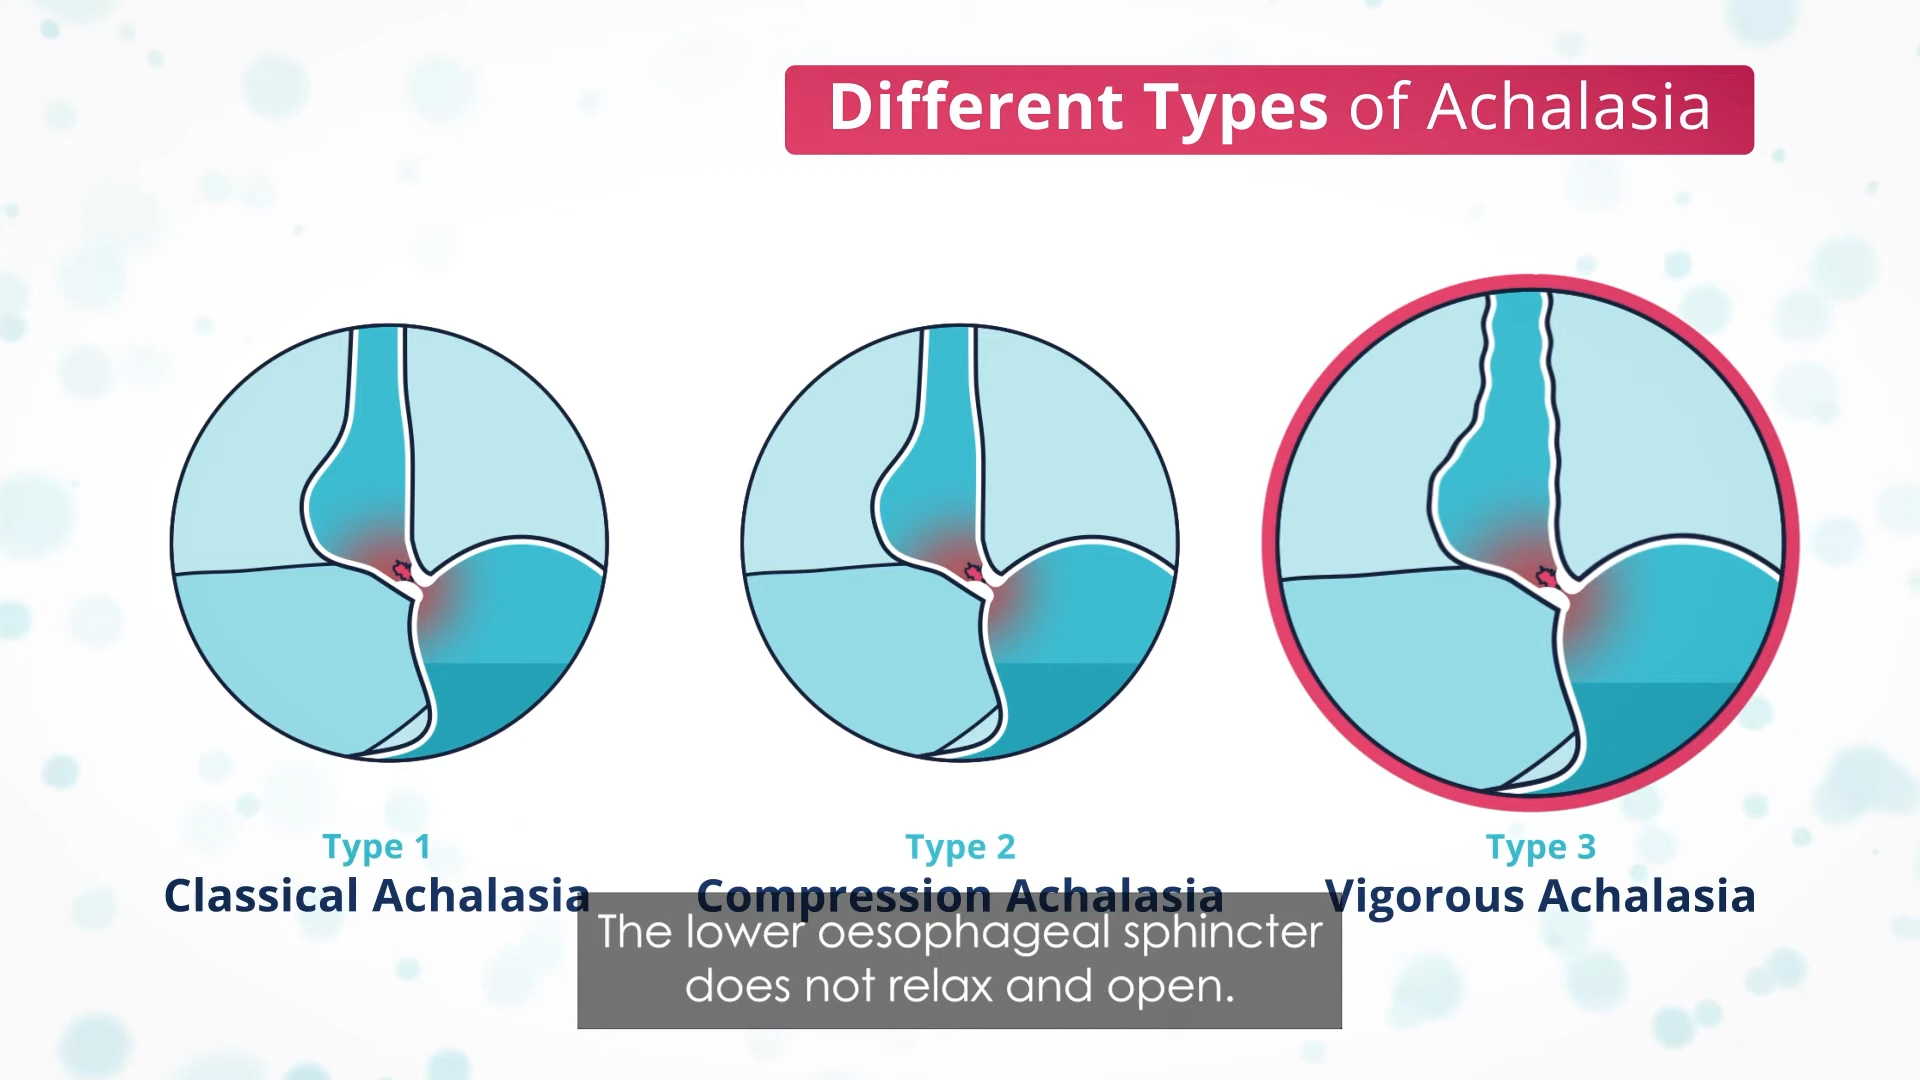 Different Types of Achalasia
Type 1
Classical Achalasia
Type 2
Compression Achalasia
Type 3
Vigorous Achalasia
The lower oesophageal sphincter
does not relax and open.